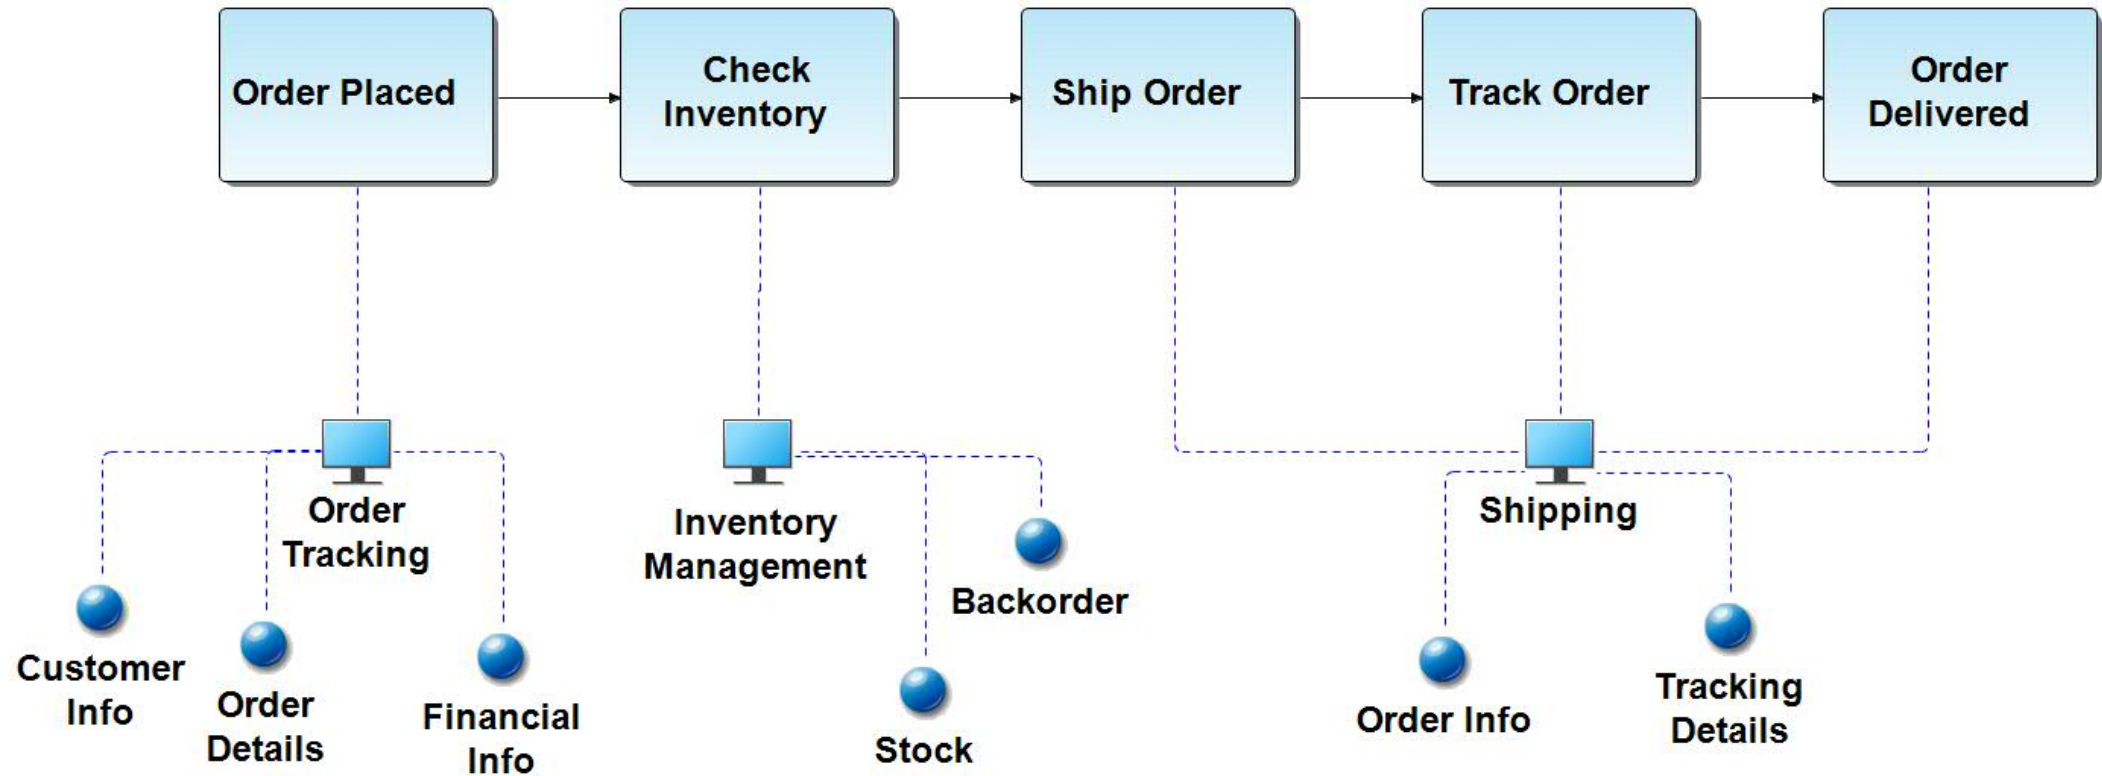 Order Placed
Check
Inventory
Ship Order
Track Order
Order
Delivered
Order
Tracking
Inventory
Management
Shipping
Customer
Info
Order
Details
Financial
Info
Backorder
Stock
Order Info
Tracking
Details